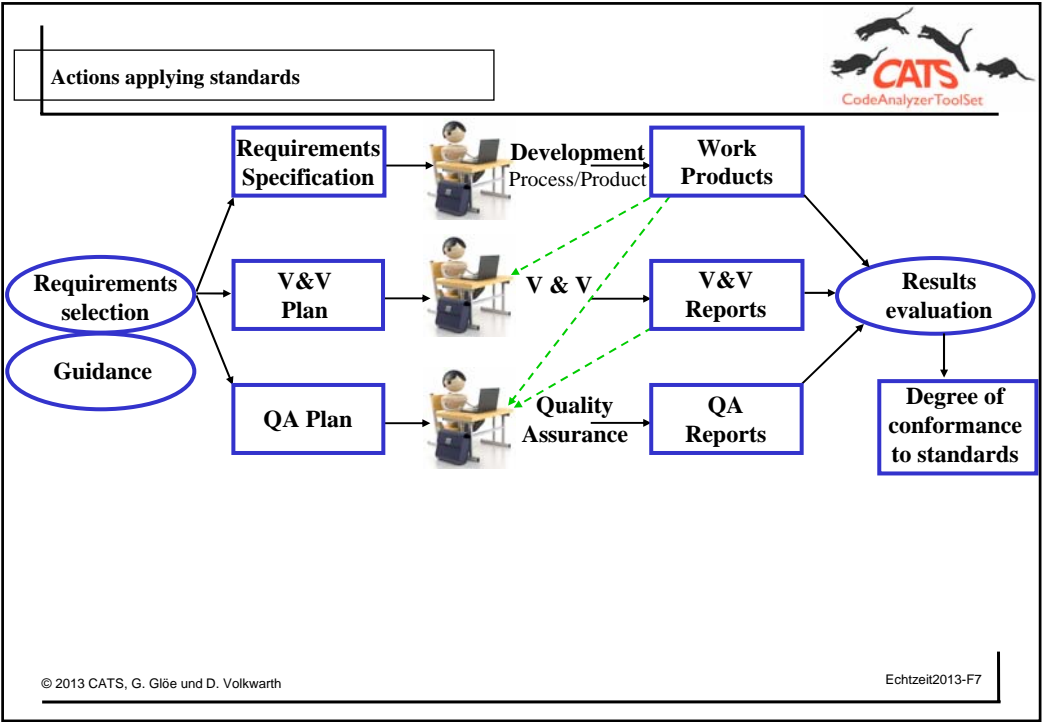 Actions applying standards
CATS
CodeAnalyzerToolSet
Requirements
Specification
Development
Process/Product
Work
Products
Requirements
selection
Guidance
V&V
Plan
V & V
V&V
Reports
Results
evaluation
QA Plan
Quality
Assurance
QA
Reports
Degree of
conformance
to standards
© 2013 CATS, G. Glöe und D. Volkwarth
Echtzeit2013-F7